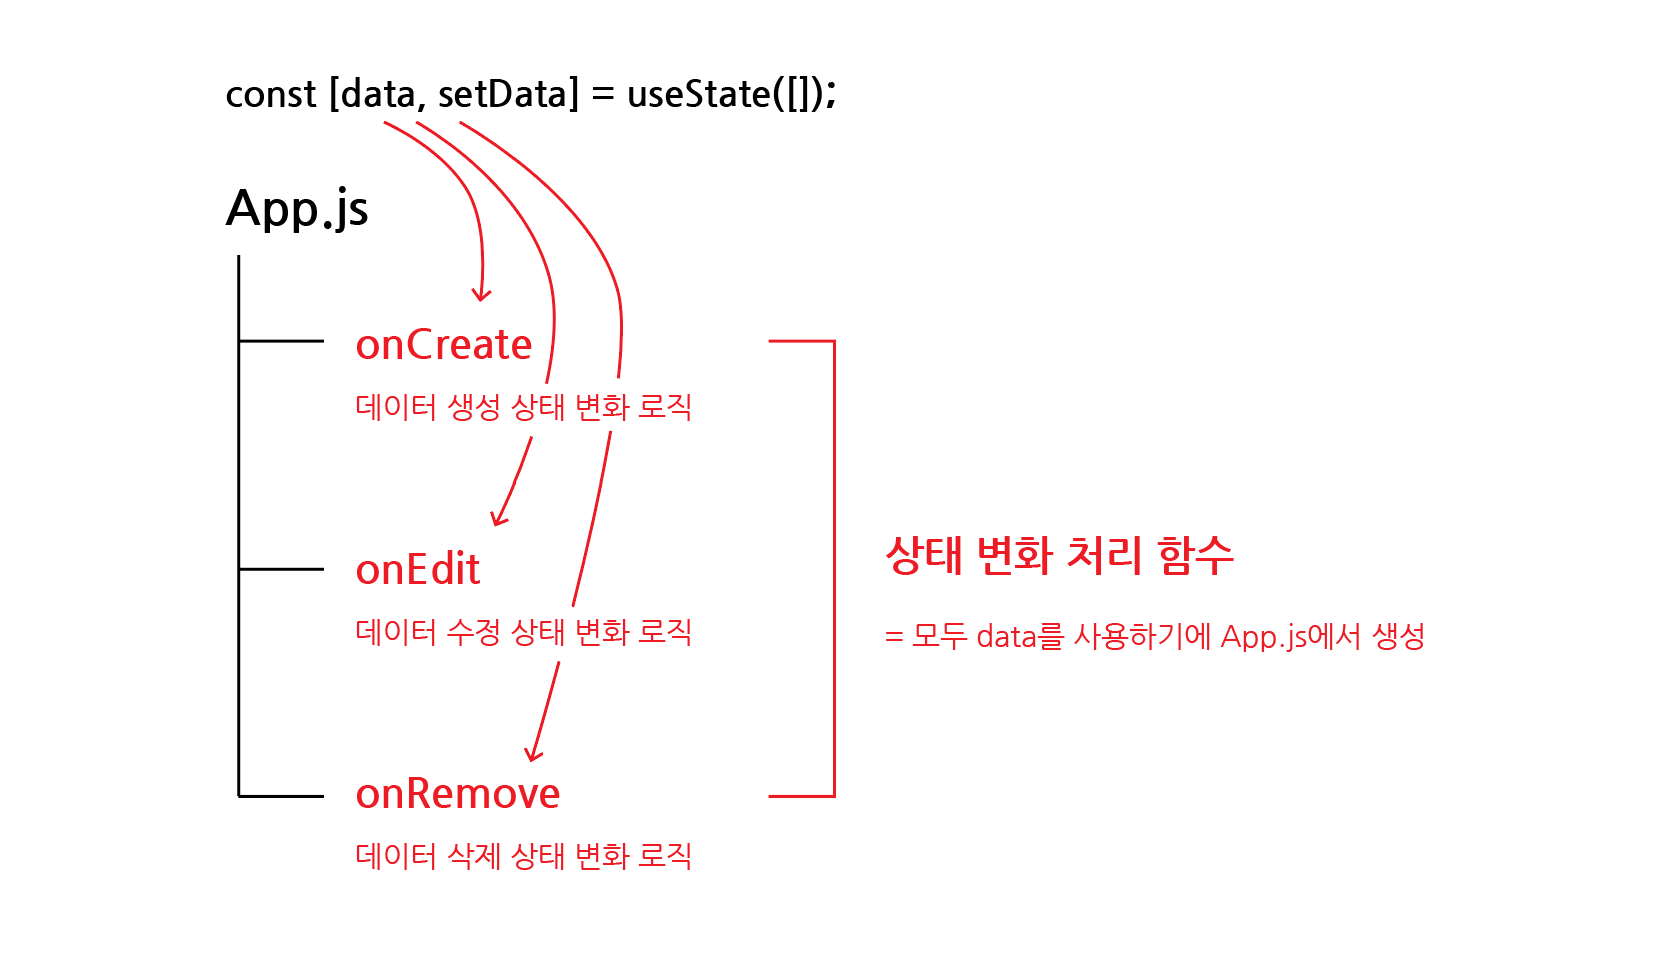 const [data, setData] = useState([]);
App.js
onCreate
데이터 생성 상태 변화 로직
onEdit
데이터 수정 상태 변화 로직
onRemove
데이터 삭제 상태 변화 로직
상태 변화 처리 함수
= 모두 data를 사용하기에 App.js에서 생성